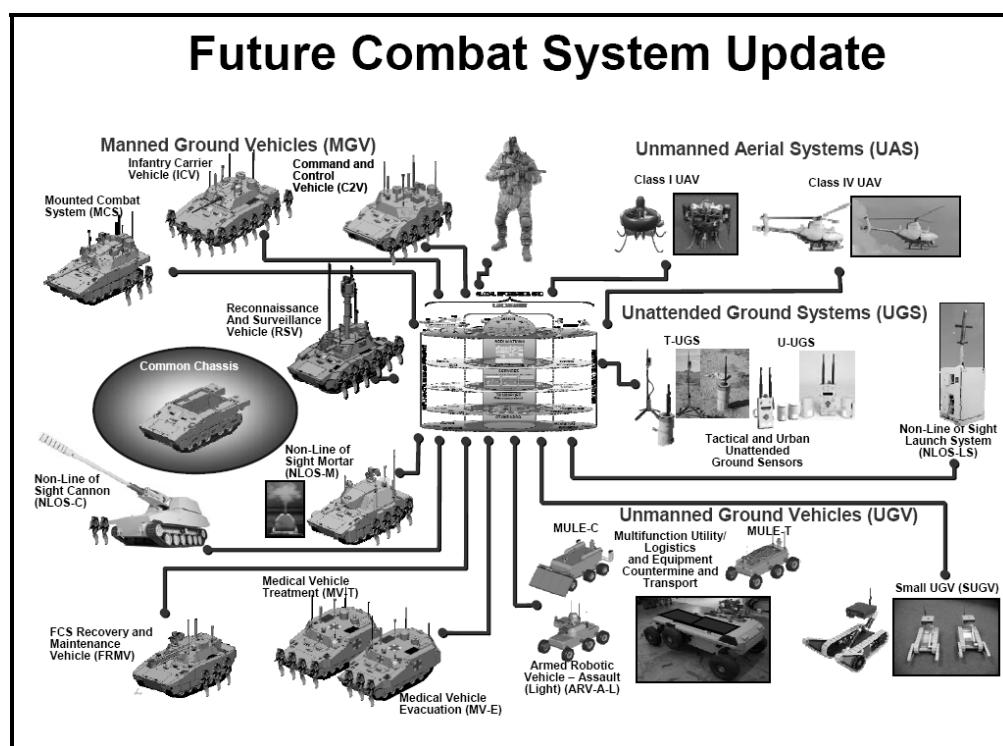 Future Combat System Update
Manned Ground Vehicles (MGV)
Infantry Carrier
Vehicle (ICV)
Command and
Control
Vehicle (C2V)
Mounted Combat
System (MCS)
Reconnaissance
And Surveillance
Vehicle (RSV)
Common Chassis
Non-Line of
Sight Cannon
(NLOS-C)
Non-Line of
Sight Mortar
(NLOS-M)
Medical Vehicle
Treatment (MV-T)
FCS Recovery and
Maintenance
Vehicle (FRMV)
Medical Vehicle
Evacuation (MV-E)
Unmanned Aerial Systems (UAS)
Class I UAV
Class IV UAV
Unattended Ground Systems (UGS)
T-UGS
U-UGS
Tactical and Urban
Unattended
Ground Sensors
Non-Line of Sight
Launch System
(NLOS-LS)
Unmanned Ground Vehicles (UGV)
MULE-C
Multifunction Utility/
Logistics
and Equipment
Countermine and
Transport
MULE-T
Small UGV (SUGV)
Armed Robotic
Vehicle – Assault
(Light) (ARV-A-L)